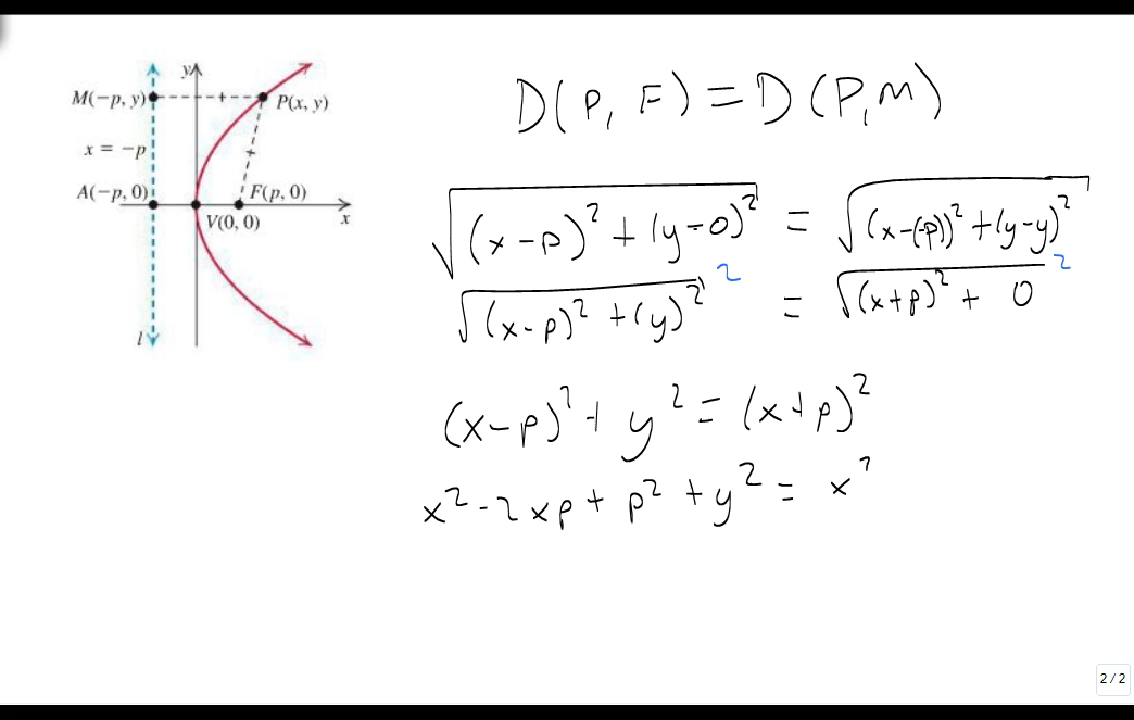 y
M(−p, y)
P(x, y)
x = −p
A(−p, 0)
F(p, 0)
V(0, 0)
x
l
D(P, F) = D(P, M)
√((x-p)² + (y-0)²) = √((x-(-p))² + (y-y)²)
√((x-p)² + (y)²)² = √((x+p)² + 0)²
(x-p)² + y² = (x+p)²
x² - 2xp + p² + y² = x²
2 / 2